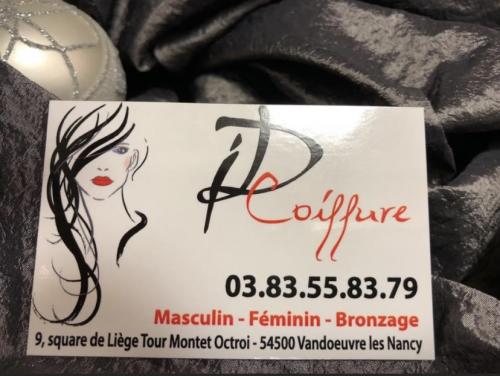 iD
Coiffure
03.83.55.83.79
Masculin - Féminin - Bronzage
9, square de Liège Tour Montet Octroi - 54500 Vandoeuvre les Nancy